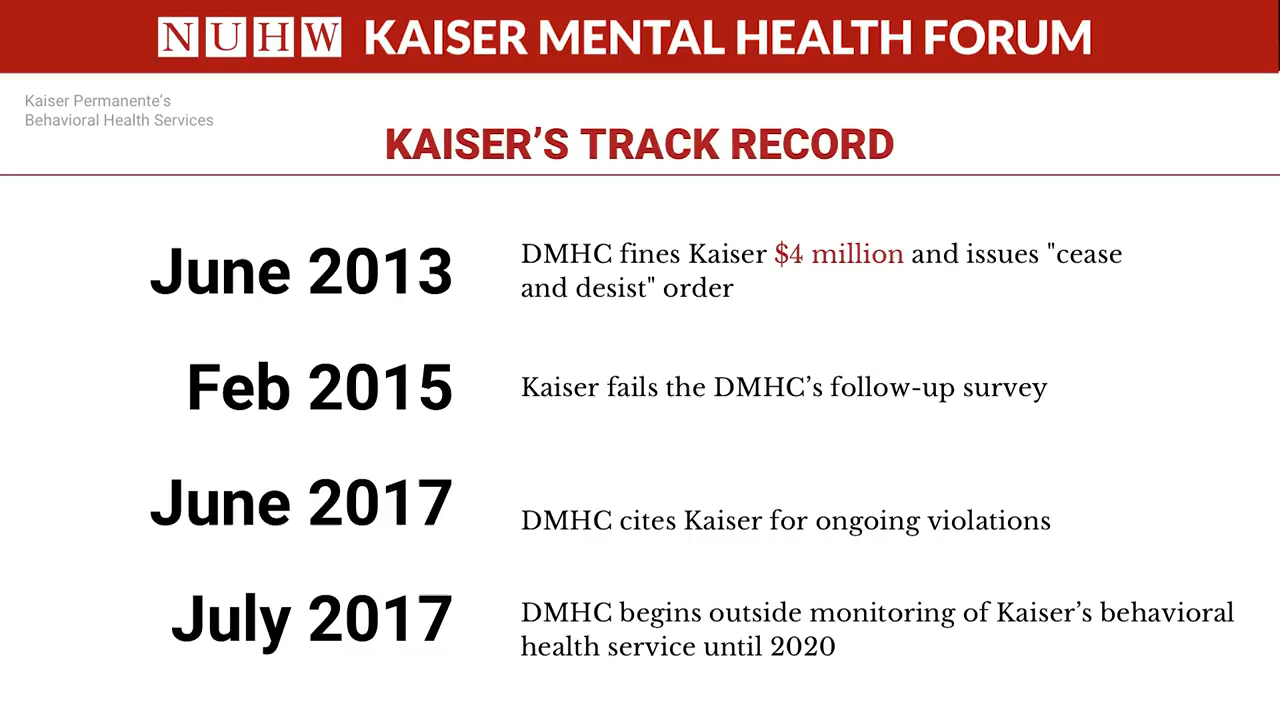 NUHW KAISER MENTAL HEALTH FORUM
Kaiser Permanente’s
Behavioral Health Services
KAISER’S TRACK RECORD
June 2013
DMHC fines Kaiser $4 million and issues "cease
and desist" order
Feb 2015
Kaiser fails the DMHC’s follow-up survey
June 2017
DMHC cites Kaiser for ongoing violations
July 2017
DMHC begins outside monitoring of Kaiser’s behavioral
health service until 2020